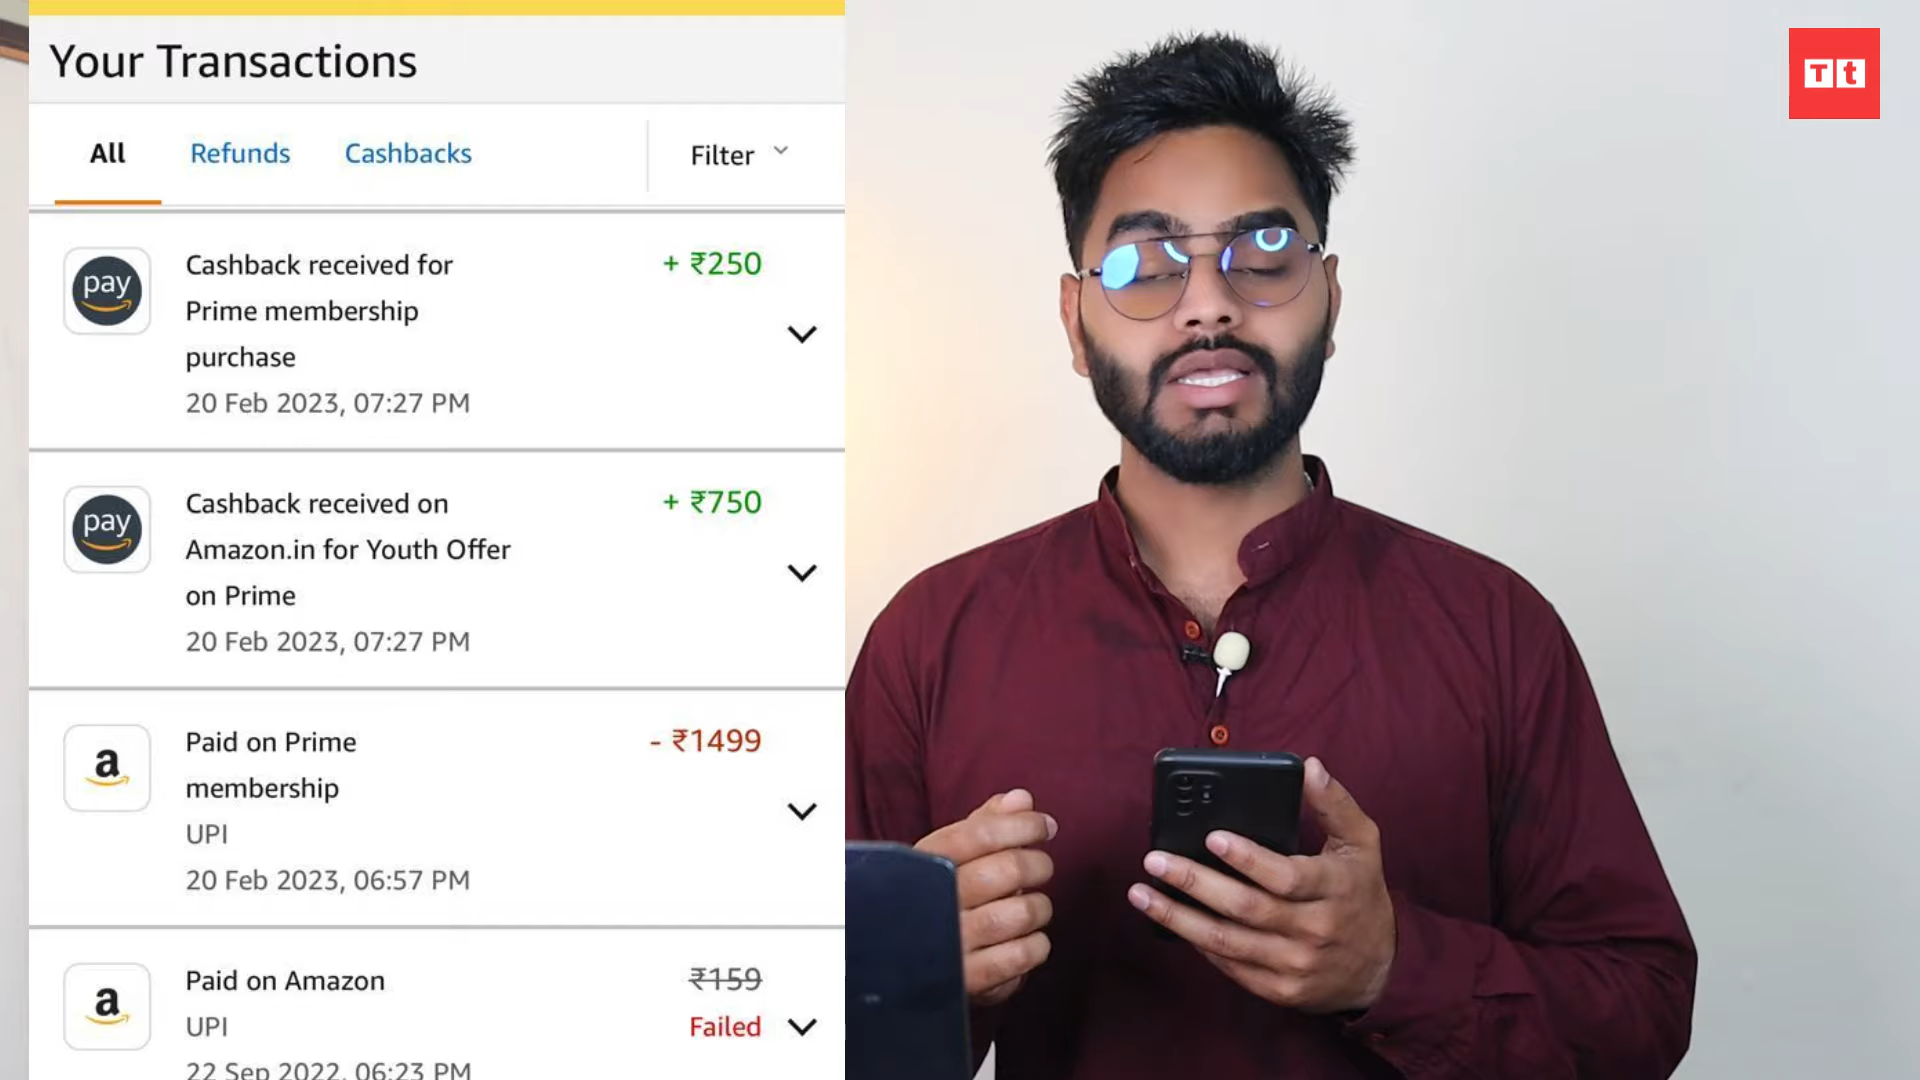 Your Transactions
All Refunds Cashbacks Filter
pay
Cashback received for + ₹250
Prime membership
purchase
20 Feb 2023, 07:27 PM
pay
Cashback received on + ₹750
Amazon.in for Youth Offer
on Prime
20 Feb 2023, 07:27 PM
a
Paid on Prime - ₹1499
membership
UPI
20 Feb 2023, 06:57 PM
a
Paid on Amazon ₹159
UPI Failed
22 Sep 2022, 06:23 PM
Tt